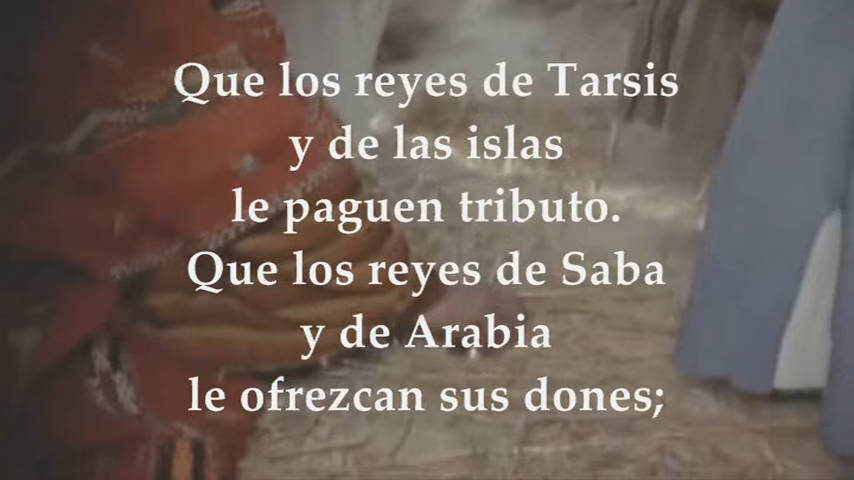 Que los reyes de Tarsis
y de las islas
le paguen tributo.
Que los reyes de Saba
y de Arabia
le ofrezcan sus dones;